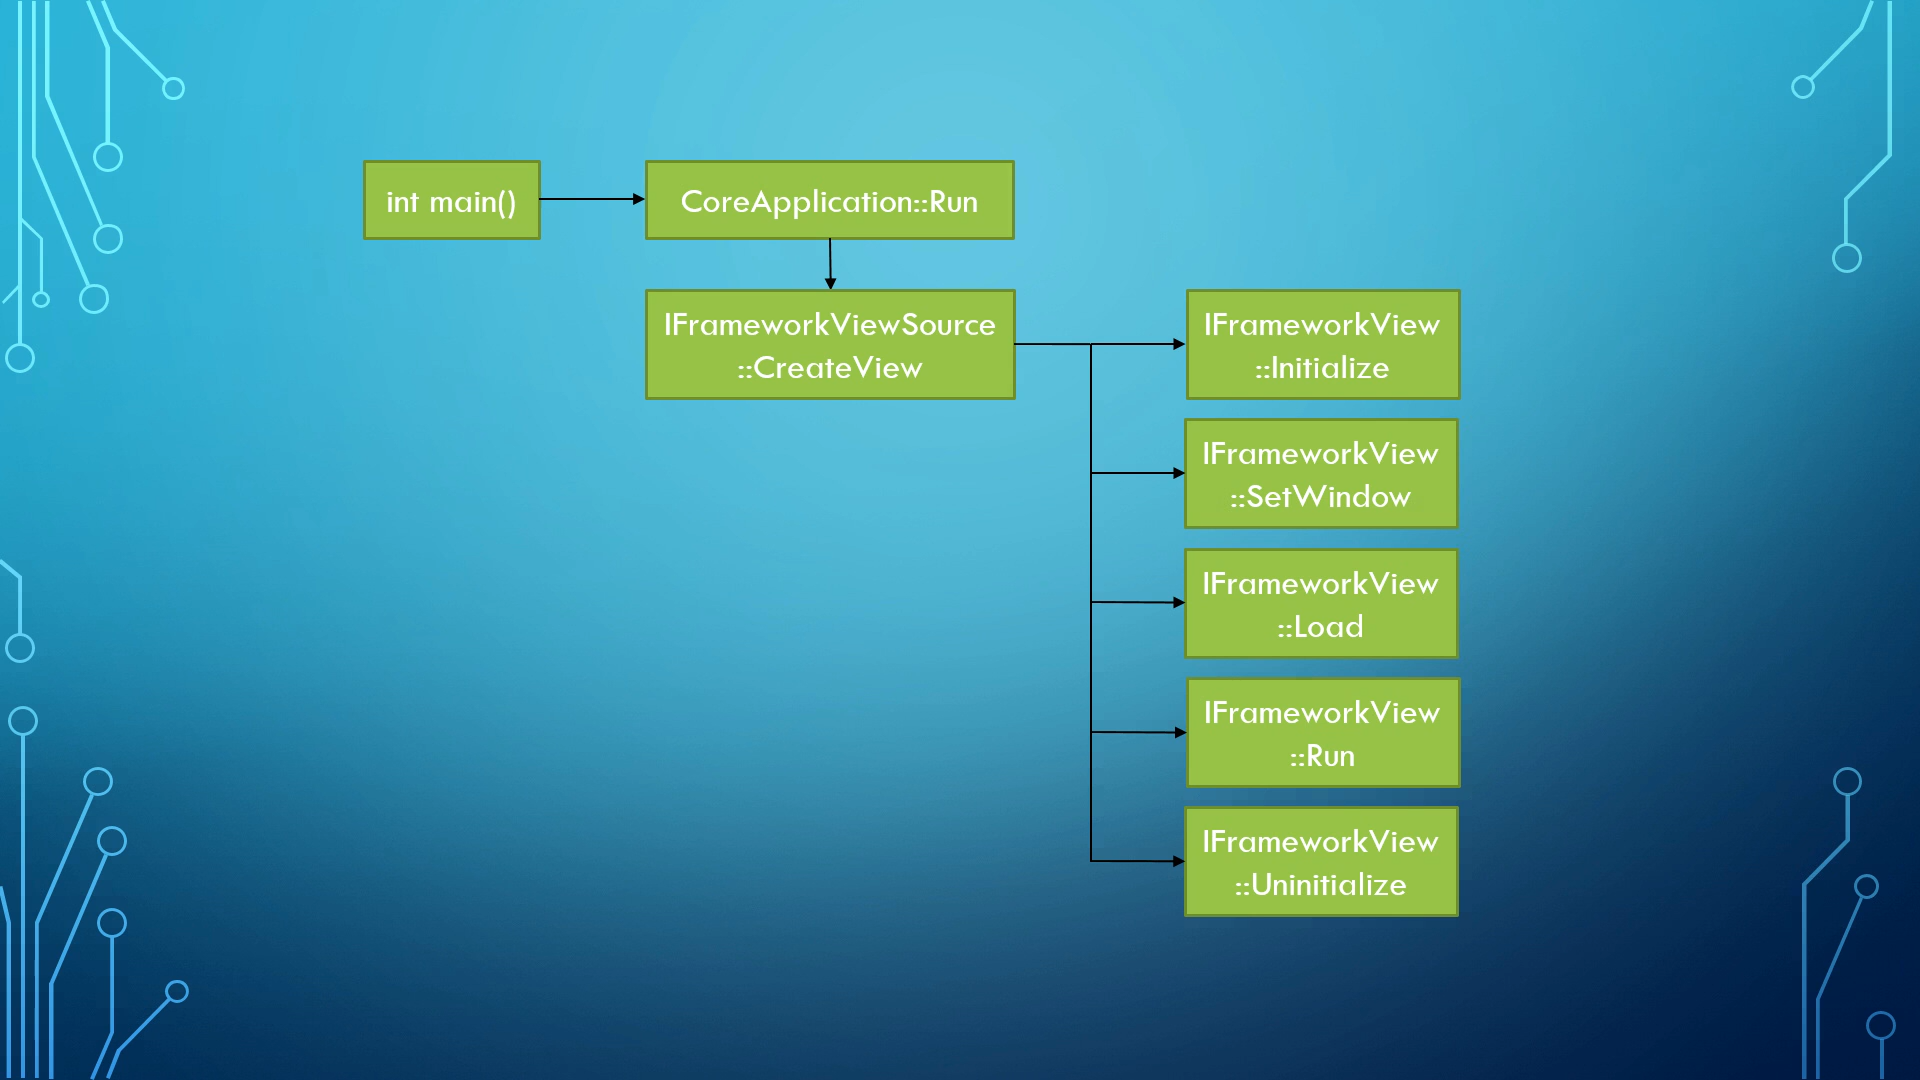 int main()
CoreApplication::Run
IFrameworkViewSource
::CreateView
IFrameworkView
::Initialize
IFrameworkView
::SetWindow
IFrameworkView
::Load
IFrameworkView
::Run
IFrameworkView
::Uninitialize